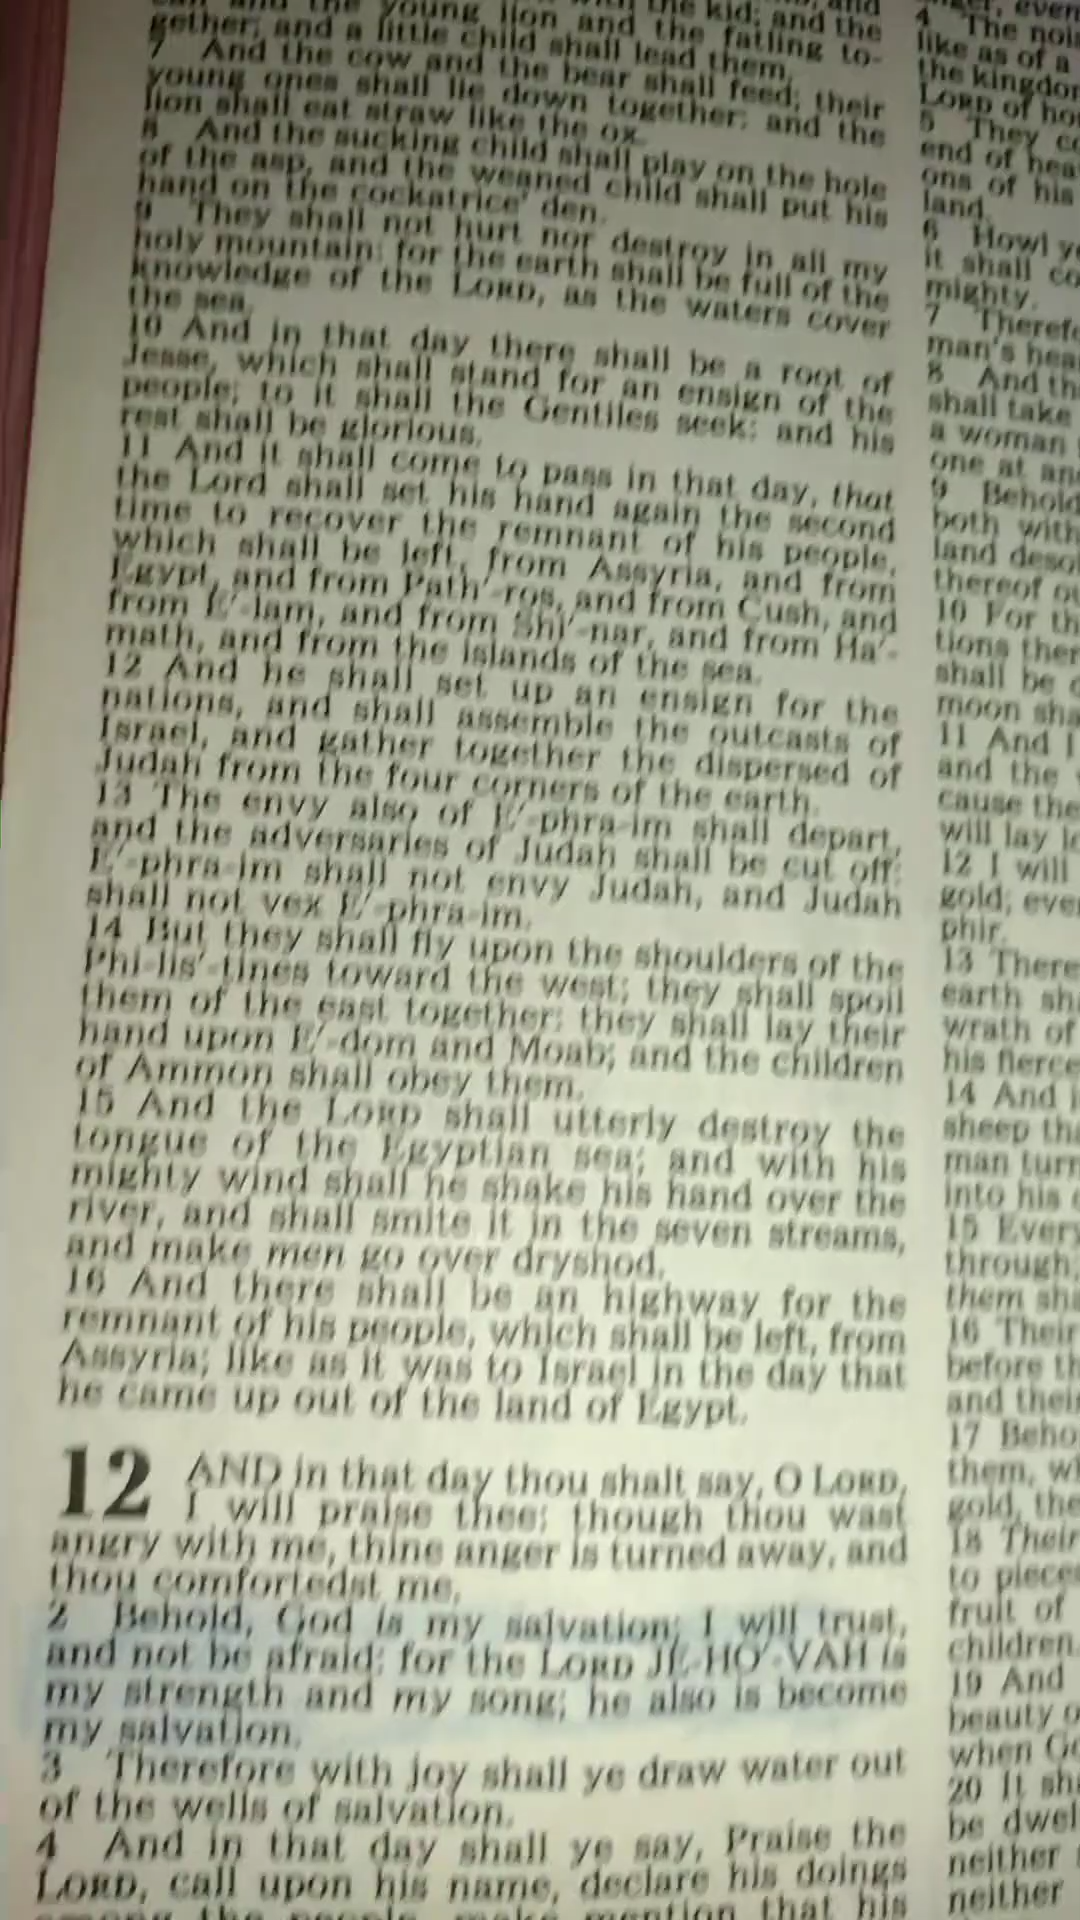 the kid; and the
young lion and the fatling to-
gether; and a little child shall lead them.
7 And the cow and the bear shall feed; their
young ones shall lie down together: and the
lion shall eat straw like the ox.
8 And the sucking child shall play on the hole
of the asp, and the weaned child shall put his
hand on the cockatrice' den.
9 They shall not hurt nor destroy in all my
holy mountain: for the earth shall be full of the
knowledge of the LORD, as the waters cover
the sea.
10 And in that day there shall be a root of
Jesse, which shall stand for an ensign of the
people; to it shall the Gentiles seek: and his
rest shall be glorious.
11 And it shall come to pass in that day, that
the Lord shall set his hand again the second
time to recover the remnant of his people,
which shall be left, from Assyria, and from
Egypt, and from Path'-ros, and from Cush, and
from E'-lam, and from Shi'-nar, and from Ha'-
math, and from the islands of the sea.
12 And he shall set up an ensign for the
nations, and shall assemble the outcasts of
Israel, and gather together the dispersed of
Judah from the four corners of the earth.
13 The envy also of E'-phra-im shall depart,
and the adversaries of Judah shall be cut off:
E'-phra-im shall not envy Judah, and Judah
shall not vex E'-phra-im.
14 But they shall fly upon the shoulders of the
Phi-lis'-tines toward the west; they shall spoil
them of the east together: they shall lay their
hand upon E'-dom and Moab; and the children
of Ammon shall obey them.
15 And the LORD shall utterly destroy the
tongue of the Egyptian sea; and with his
mighty wind shall he shake his hand over the
river, and shall smite it in the seven streams,
and make men go over dryshod.
16 And there shall be an highway for the
remnant of his people, which shall be left, from
Assyria; like as it was to Israel in the day that
he came up out of the land of Egypt.
12 AND in that day thou shalt say, O LORD,
I will praise thee: though thou wast
angry with me, thine anger is turned away, and
thou comfortedst me.
2 Behold, God is my salvation; I will trust,
and not be afraid: for the LORD JE-HO'-VAH is
my strength and my song; he also is become
my salvation.
3 Therefore with joy shall ye draw water out
of the wells of salvation.
4 And in that day shall ye say, Praise the
LORD, call upon his name, declare his doings
among the people, make mention that his
4 The
like as of a
the
LORD of
5 They
end of
of his
land.
6 Howl
it shall
mighty.
7
man's
8 And
shall take
a woman
one at
9 Behold
both with
land
thereof
10 For
shall be
moon
11 And I
and the
will lay
12 I will
gold;
phir.
13 There
earth
wrath of
his
14 And
sheep
man
into his
15
through;
them
16 Their
before
and
17
them,
gold,
18 Their
to
fruit of
children.
19 And
beauty
when
20 It
be
neither
neither